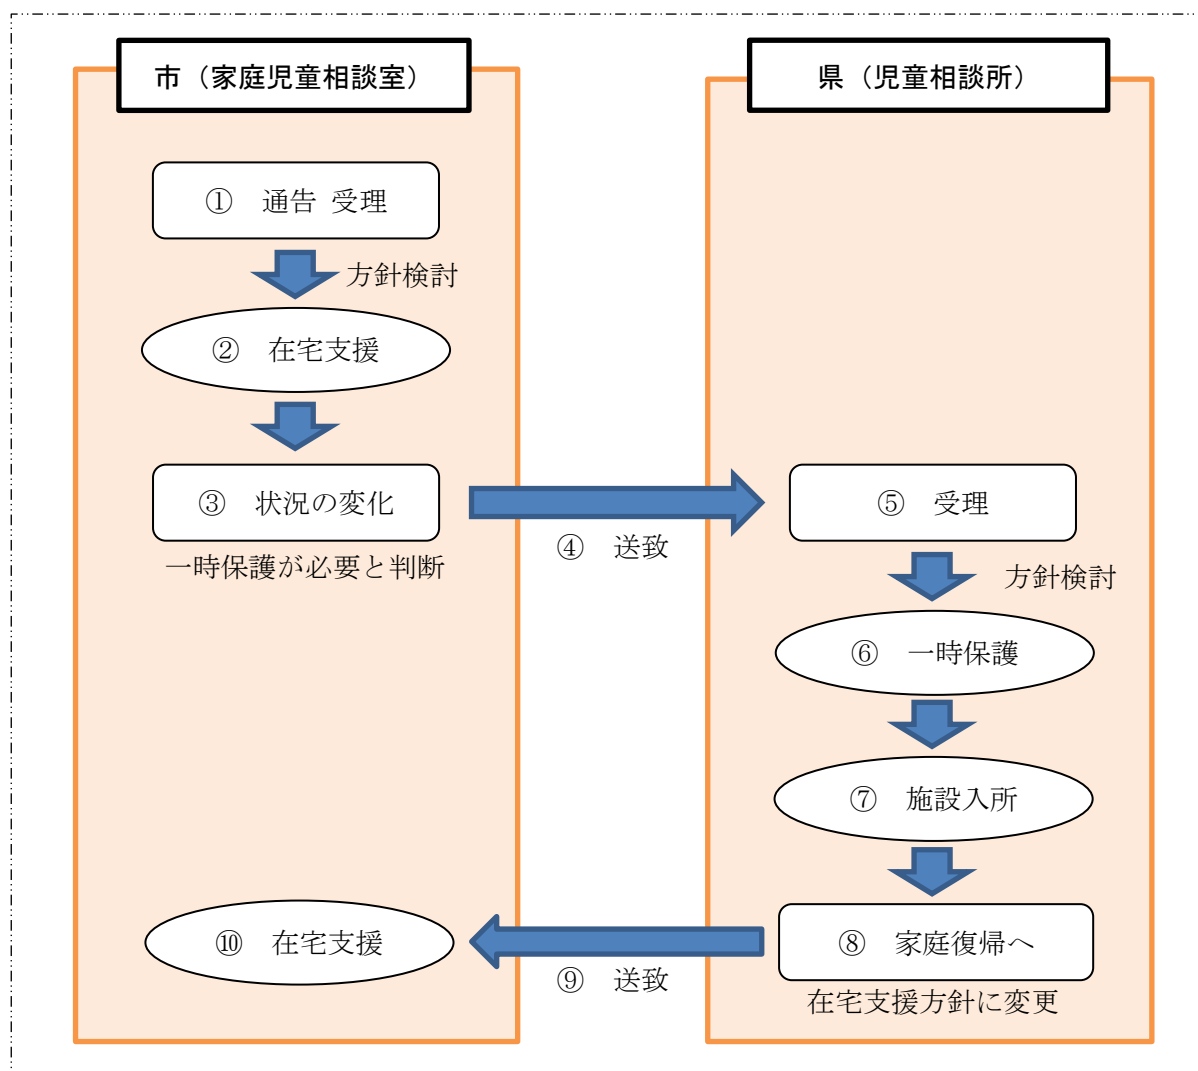 市（家庭児童相談室）
県（児童相談所）
①　通告 受理
方針検討
②　在宅支援
③　状況の変化
一時保護が必要と判断
④　送致
⑤　受理
方針検討
⑥　一時保護
⑦　施設入所
⑧　家庭復帰へ
在宅支援方針に変更
⑨　送致
⑩　在宅支援